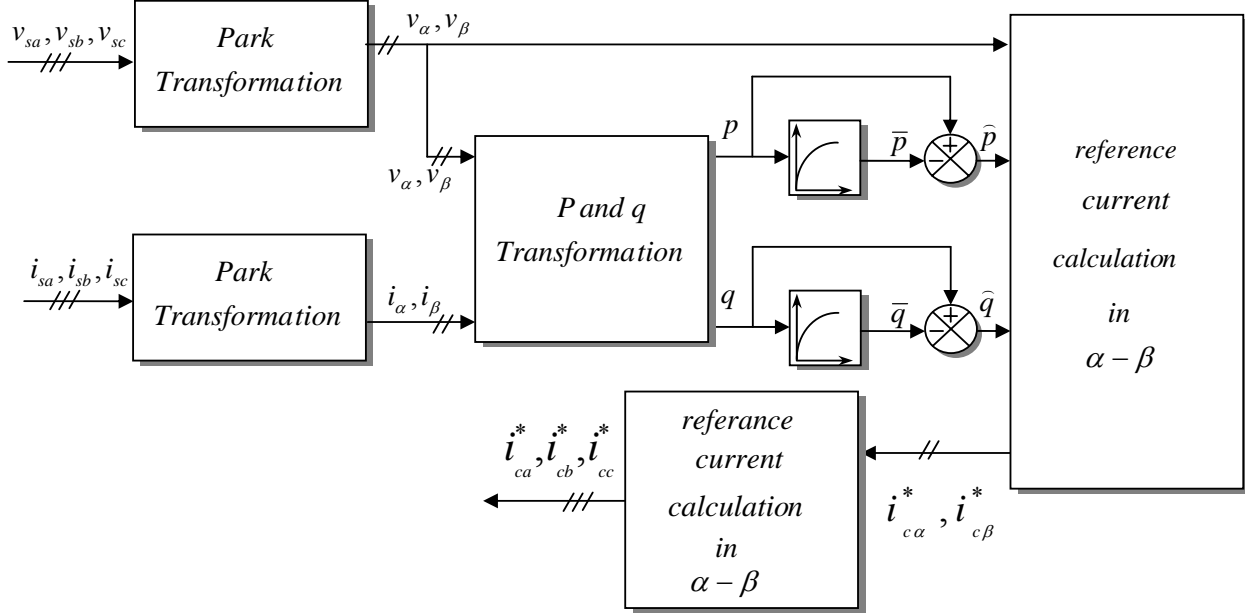 v_sa, v_sb, v_sc
Park
Transformation
v_α, v_β
v_α, v_β
i_sa, i_sb, i_sc
Park
Transformation
i_α, i_β
P and q
Transformation
p
p̄
+
−
p̂
q
q̄
+
−
q̂
reference
current
calculation
in
α − β
i*_cα, i*_cβ
referance
current
calculation
in
α − β
i*_ca, i*_cb, i*_cc